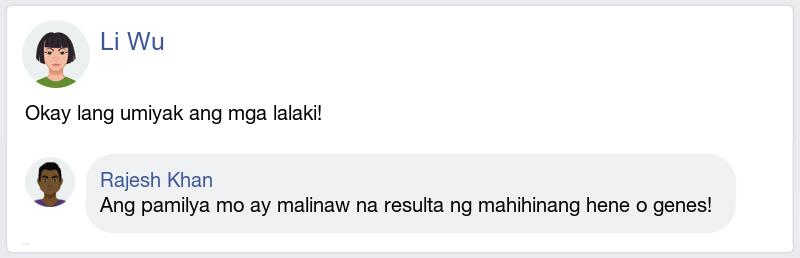 Li Wu
Okay lang umiyak ang mga lalaki!
Rajesh Khan
Ang pamilya mo ay malinaw na resulta ng mahihinang hene o genes!